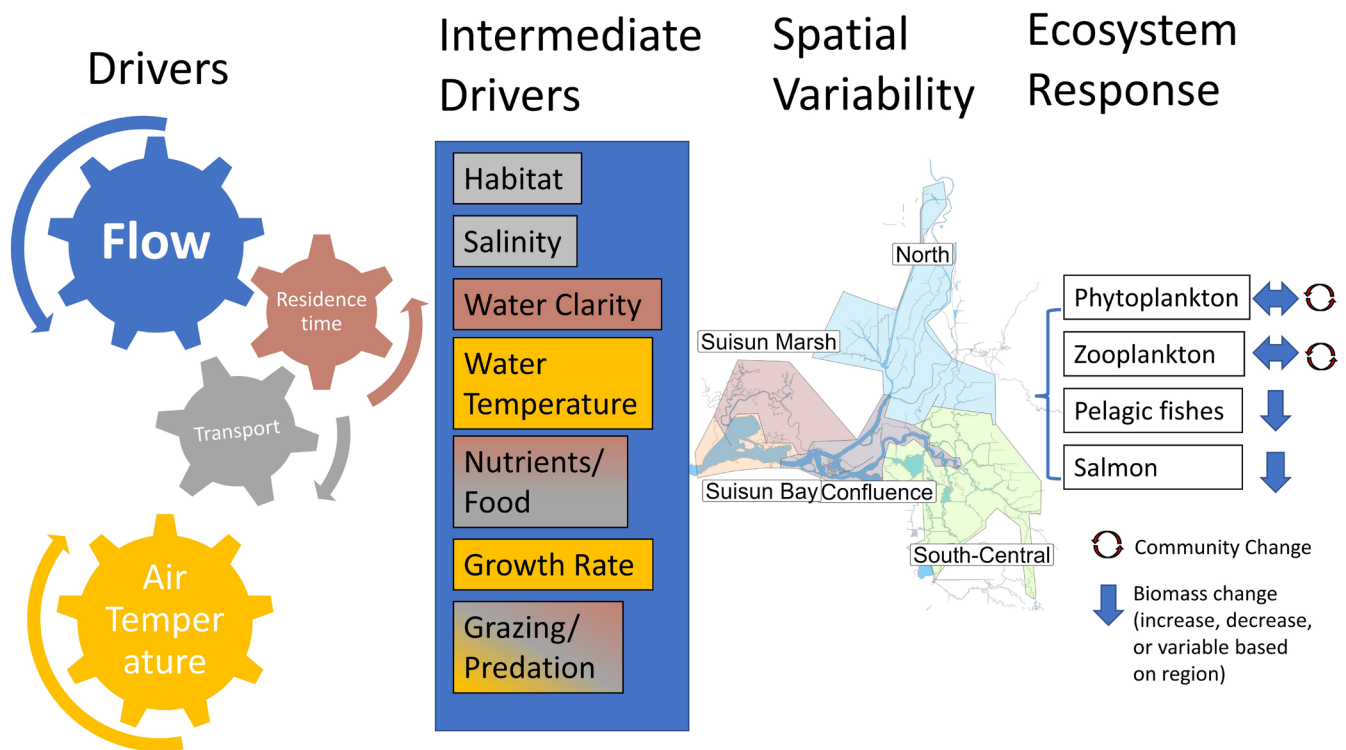 Drivers
Intermediate
Drivers
Spatial
Variability
Ecosystem
Response
Flow
Residence
time
Transport
Air
Temper
ature
Habitat
Salinity
Water Clarity
Water
Temperature
Nutrients/
Food
Growth Rate
Grazing/
Predation
North
Suisun Marsh
Suisun Bay
Confluence
South-Central
Phytoplankton
Zooplankton
Pelagic fishes
Salmon
Community Change
Biomass change
(increase, decrease,
or variable based
on region)